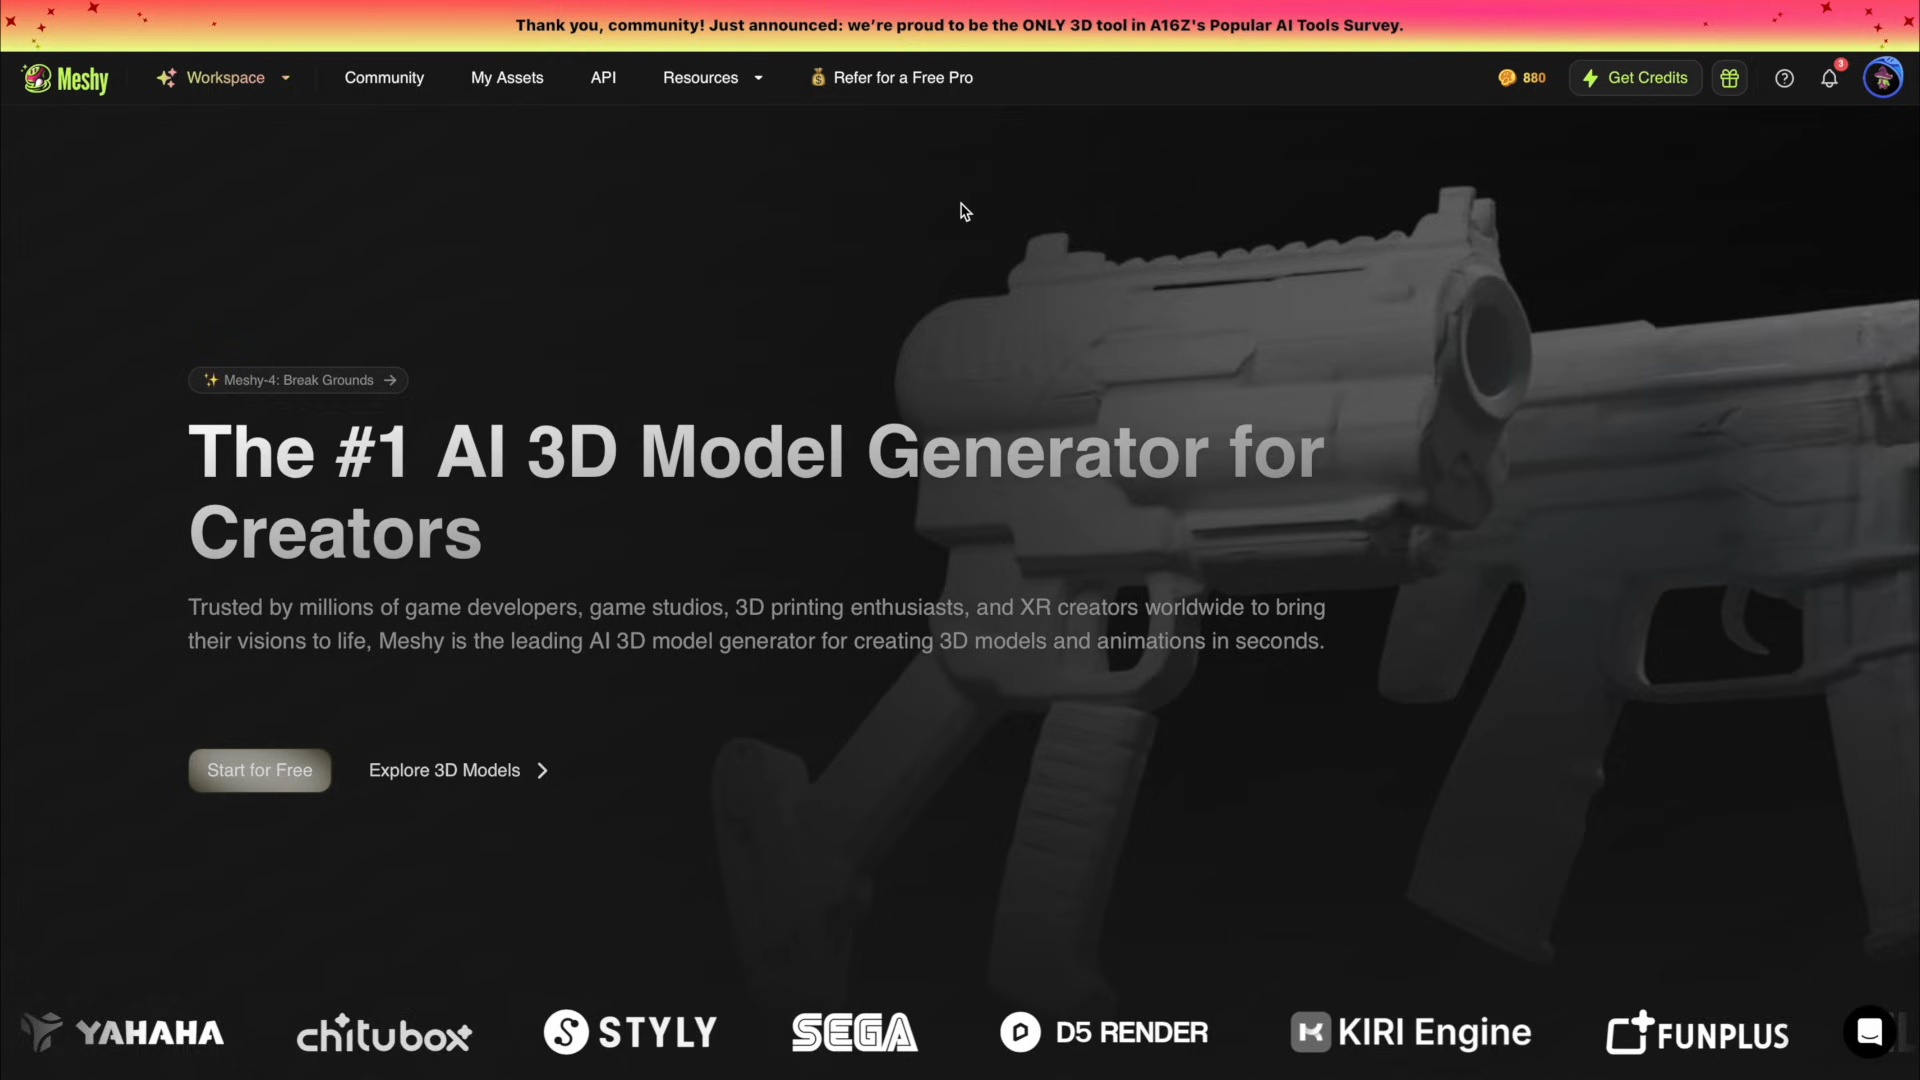 Thank you, community! Just announced: we're proud to be the ONLY 3D tool in A16Z's Popular AI Tools Survey.
Meshy
Workspace
Community
My Assets
API
Resources
Refer for a Free Pro
880
Get Credits
3
Meshy-4: Break Grounds
The #1 AI 3D Model Generator for
Creators
Trusted by millions of game developers, game studios, 3D printing enthusiasts, and XR creators worldwide to bring
their visions to life, Meshy is the leading AI 3D model generator for creating 3D models and animations in seconds.
Start for Free
Explore 3D Models
YAHAHA
chitubox
STYLY
SEGA
D5 RENDER
KIRI Engine
FUNPLUS